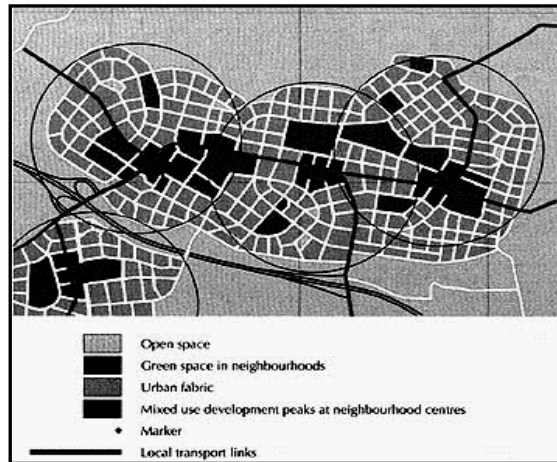 Open space
Green space in neighbourhoods
Urban fabric
Mixed use development peaks at neighbourhood centres
Marker
Local transport links